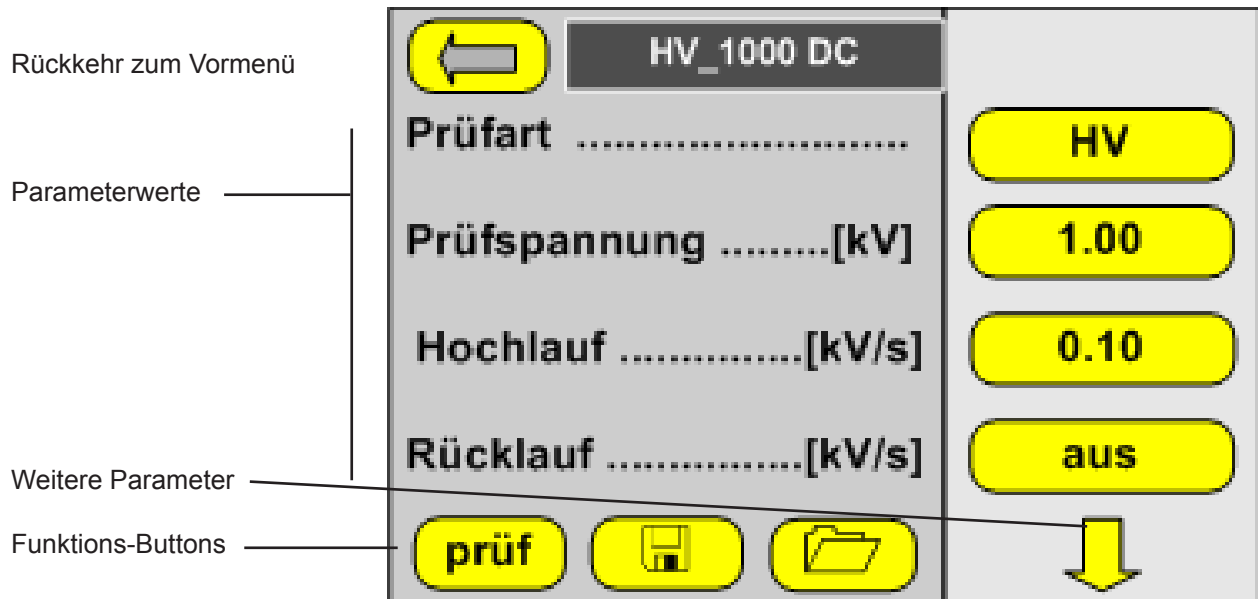 Rückkehr zum Vormenü
HV_1000 DC
Prüfart ........................... HV
Parameterwerte
Prüfspannung .........[kV] 1.00
Hochlauf ...............[kV/s] 0.10
Rücklauf ................[kV/s] aus
Weitere Parameter
Funktions-Buttons
prüf